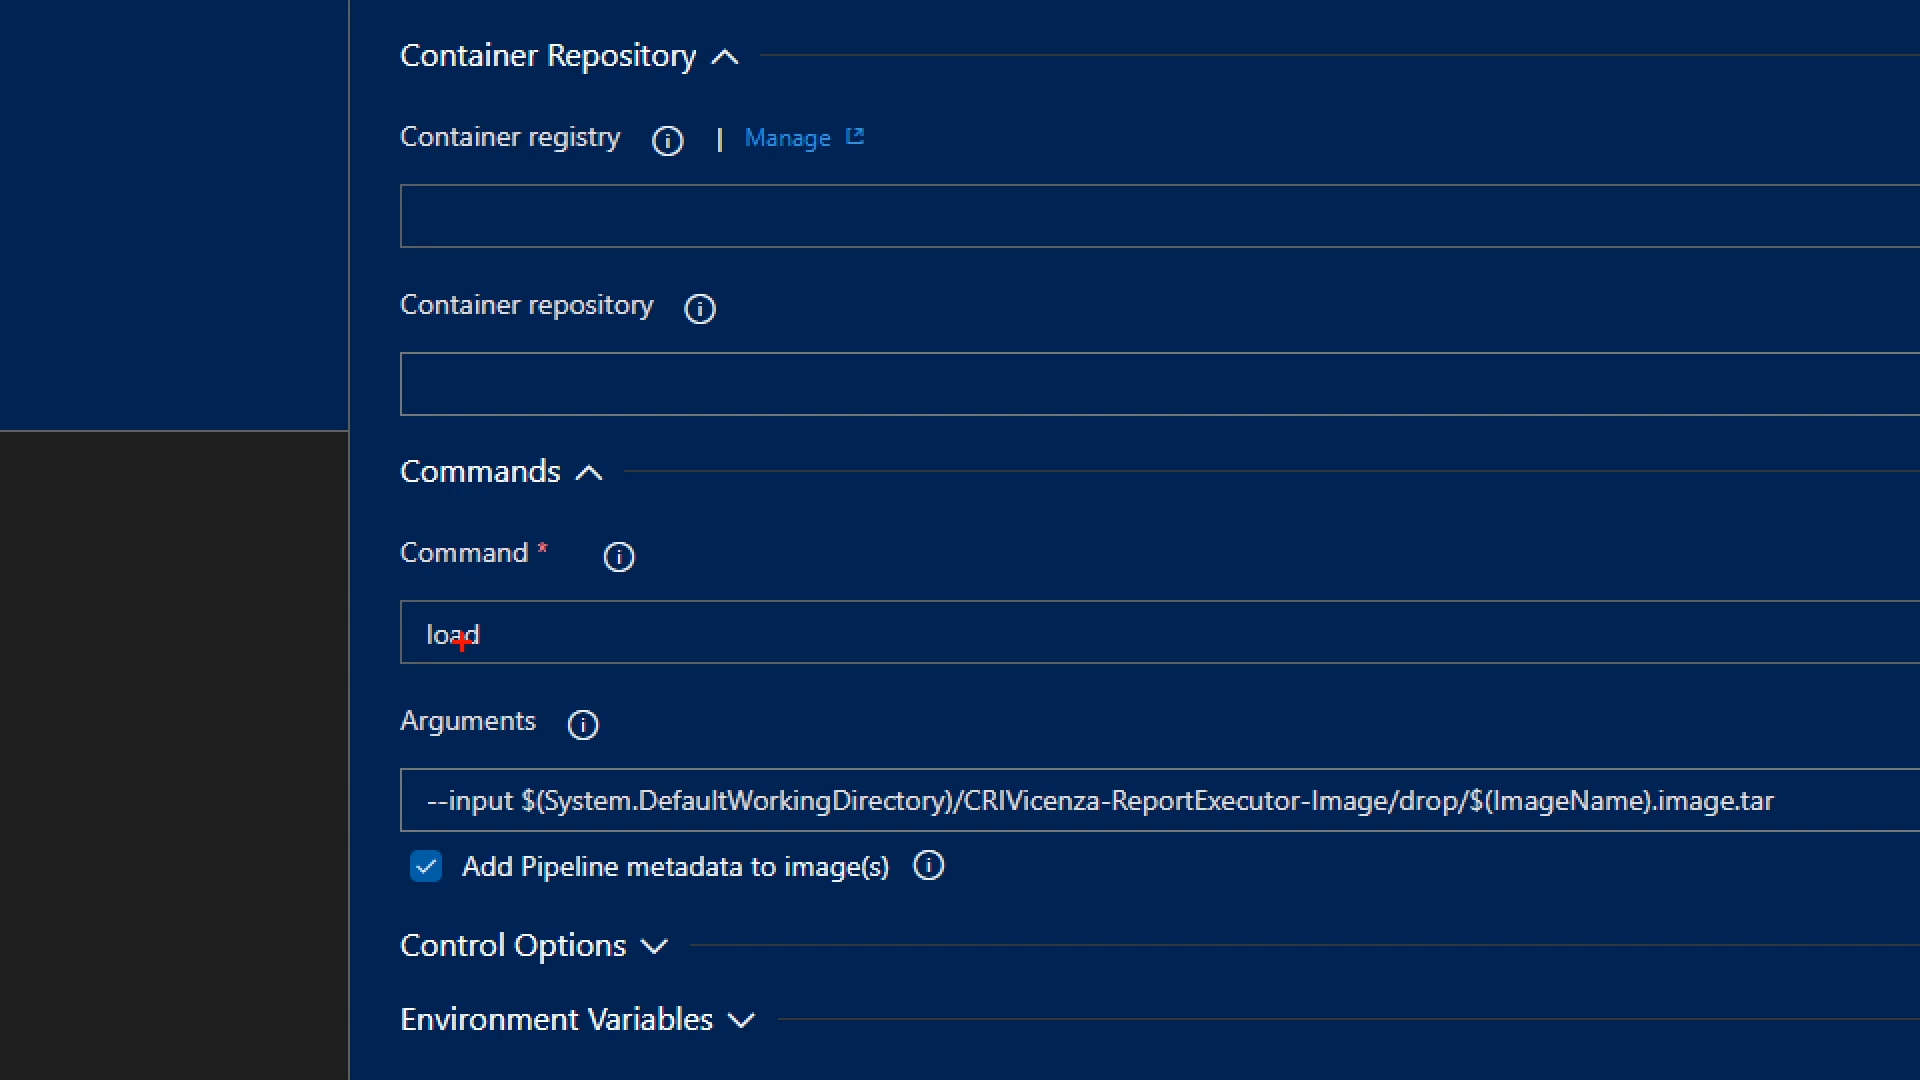 Container Repository
Container registry | Manage
Container repository
Commands
Command *
load
Arguments
--input $(System.DefaultWorkingDirectory)/CRIVicenza-ReportExecutor-Image/drop/$(ImageName).image.tar
Add Pipeline metadata to image(s)
Control Options
Environment Variables